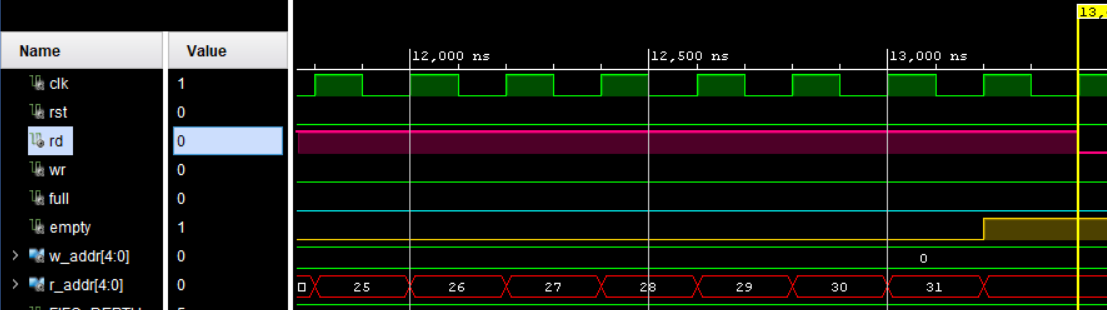 13,
Name Value
12,000 ns 12,500 ns 13,000 ns
clk 1
rst 0
rd 0
wr 0
full 0
empty 1
w_addr[4:0] 0 0
r_addr[4:0] 0 25 26 27 28 29 30 31